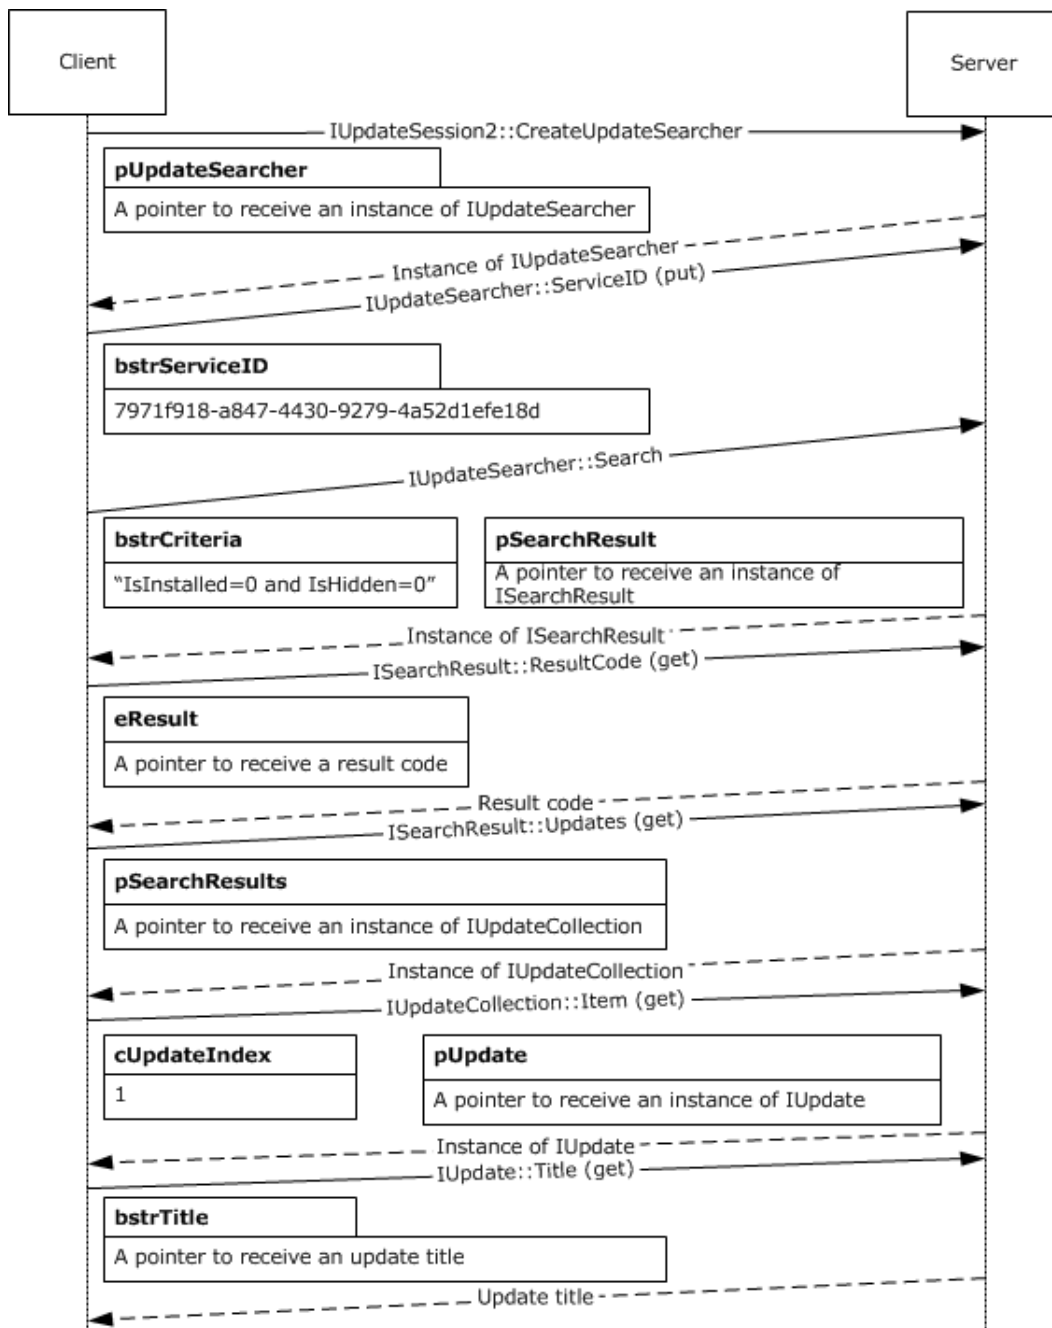 Client
Server
IUpdateSession2::CreateUpdateSearcher
pUpdateSearcher
A pointer to receive an instance of IUpdateSearcher
Instance of IUpdateSearcher
IUpdateSearcher::ServiceID (put)
bstrServiceID
7971f918-a847-4430-9279-4a52d1efe18d
IUpdateSearcher::Search
bstrCriteria
“IsInstalled=0 and IsHidden=0”
pSearchResult
A pointer to receive an instance of
ISearchResult
Instance of ISearchResult
ISearchResult::ResultCode (get)
eResult
A pointer to receive a result code
Result code
ISearchResult::Updates (get)
pSearchResults
A pointer to receive an instance of IUpdateCollection
Instance of IUpdateCollection
IUpdateCollection::Item (get)
cUpdateIndex
1
pUpdate
A pointer to receive an instance of IUpdate
Instance of IUpdate
IUpdate::Title (get)
bstrTitle
A pointer to receive an update title
Update title